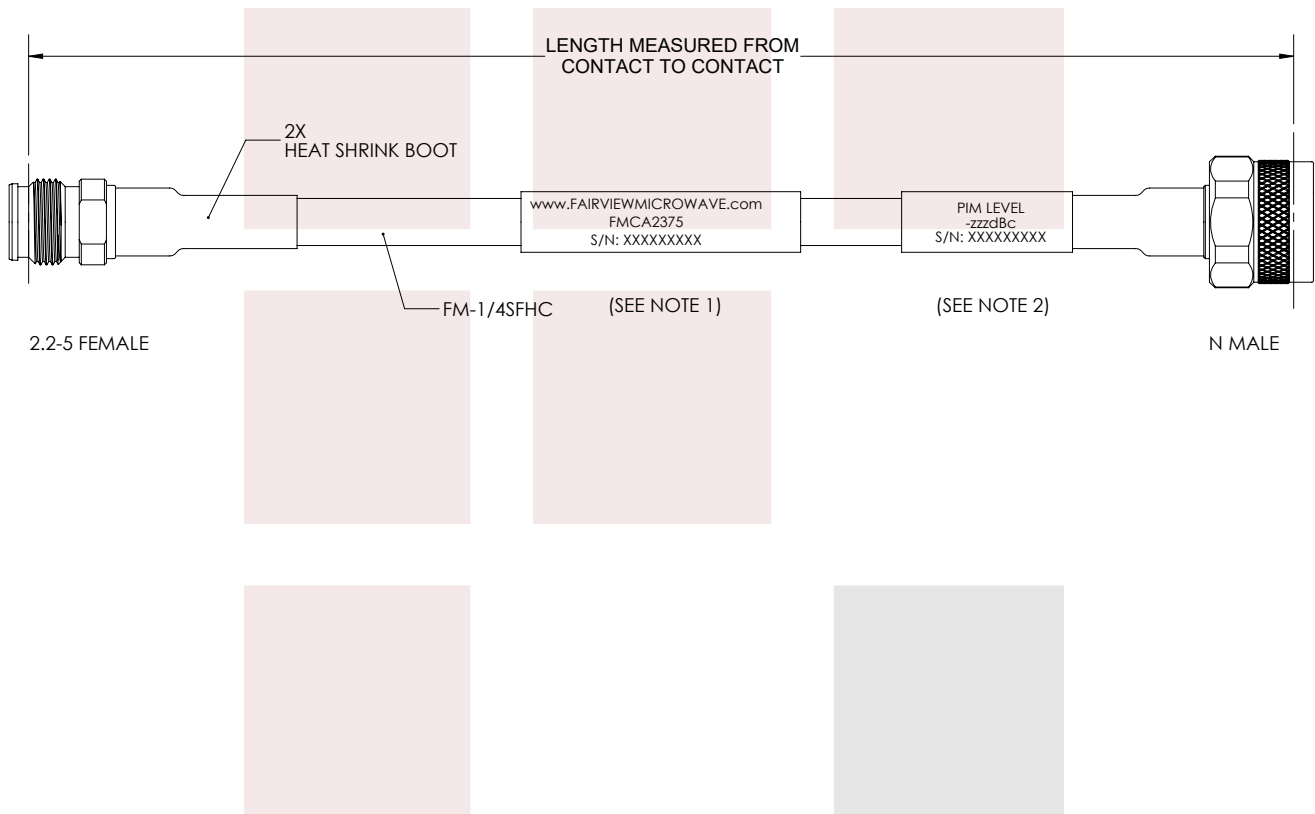 LENGTH MEASURED FROM
CONTACT TO CONTACT
2X
HEAT SHRINK BOOT
www.FAIRVIEWMICROWAVE.com
FMCA2375
S/N: XXXXXXXXX
PIM LEVEL
-zzzdBc
S/N: XXXXXXXXX
FM-1/4SFHC
(SEE NOTE 1)
(SEE NOTE 2)
2.2-5 FEMALE
N MALE